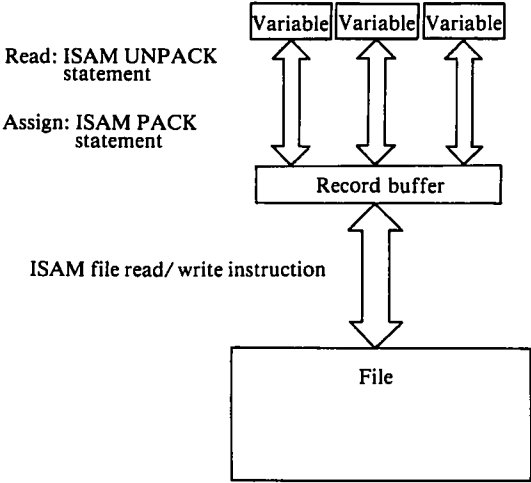 Variable Variable Variable
Read: ISAM UNPACK
statement
Assign: ISAM PACK
statement
Record buffer
ISAM file read/ write instruction
File